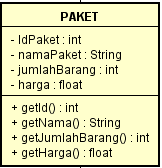 PAKET
- IdPaket : int
- namaPaket : String
- jumlahBarang : int
- harga : float
+ getId() : int
+ getNama() : String
+ getJumlahBarang() : int
+ getHarga() : float